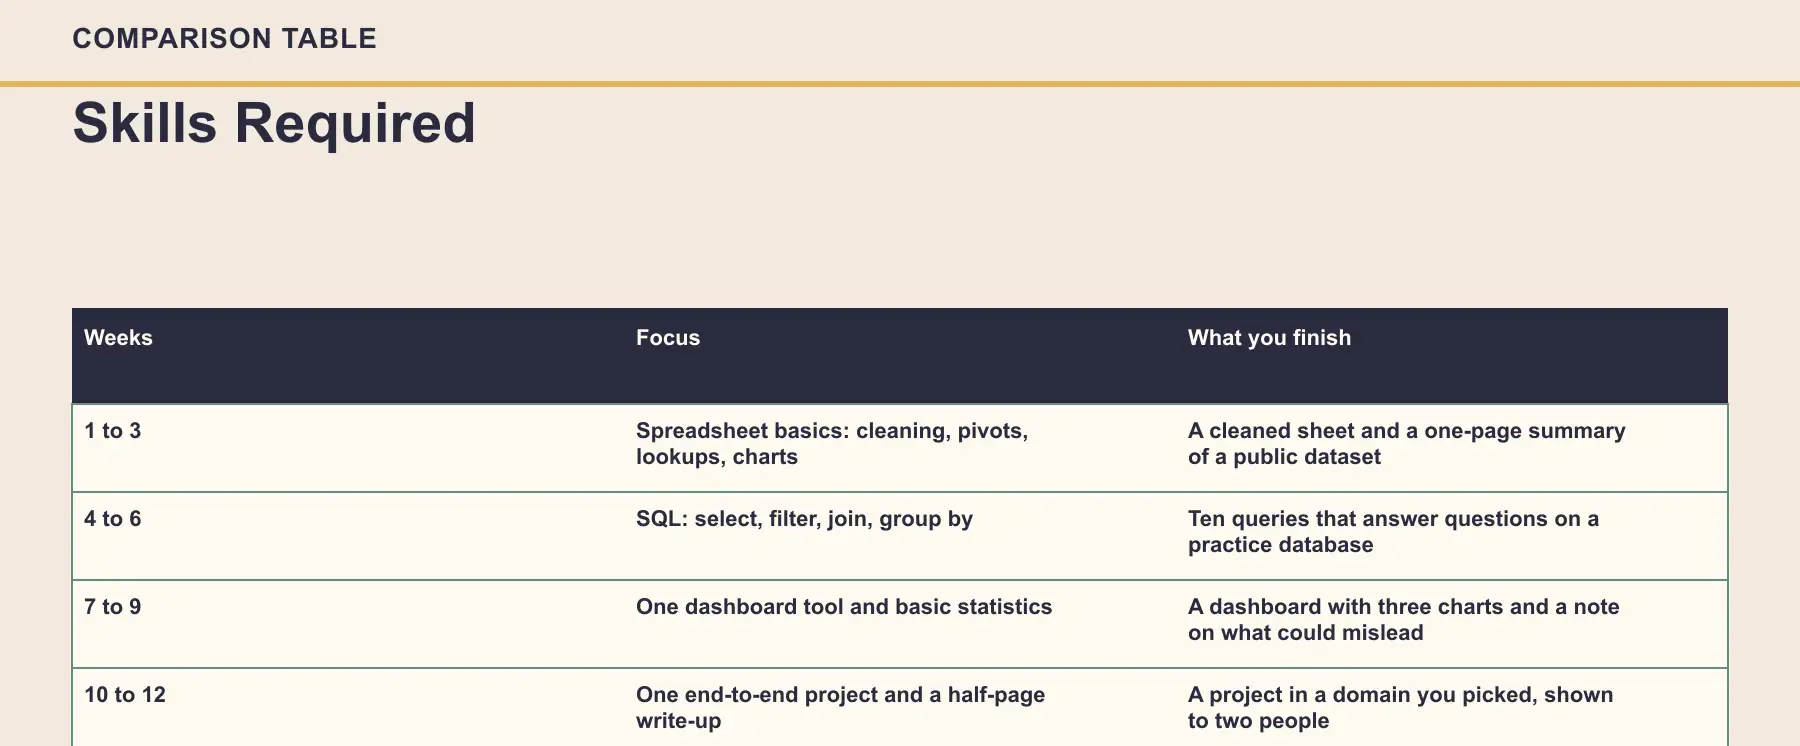 COMPARISON TABLE
Skills Required
Weeks Focus What you finish
1 to 3 Spreadsheet basics: cleaning, pivots, A cleaned sheet and a one-page summary
lookups, charts of a public dataset
4 to 6 SQL: select, filter, join, group by Ten queries that answer questions on a
practice database
7 to 9 One dashboard tool and basic statistics A dashboard with three charts and a note
on what could mislead
10 to 12 One end-to-end project and a half-page A project in a domain you picked, shown
write-up to two people